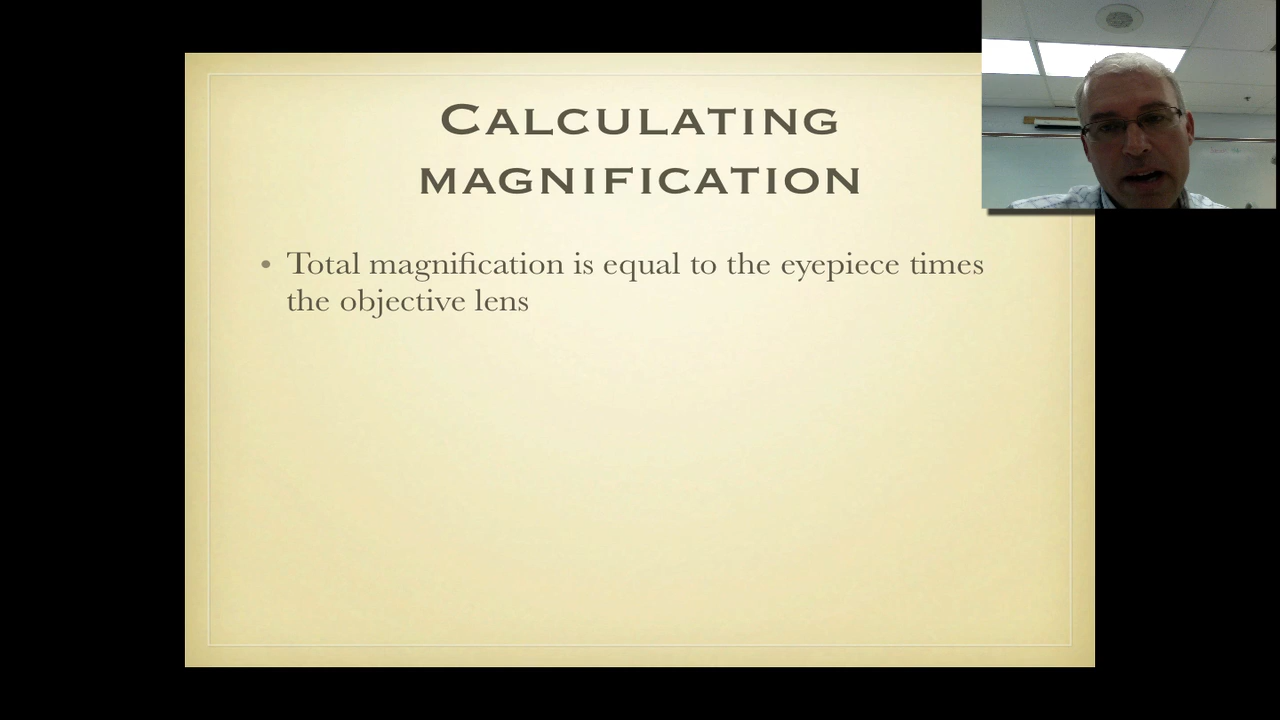 CALCULATING
MAGNIFICATION
• Total magnification is equal to the eyepiece times
the objective lens